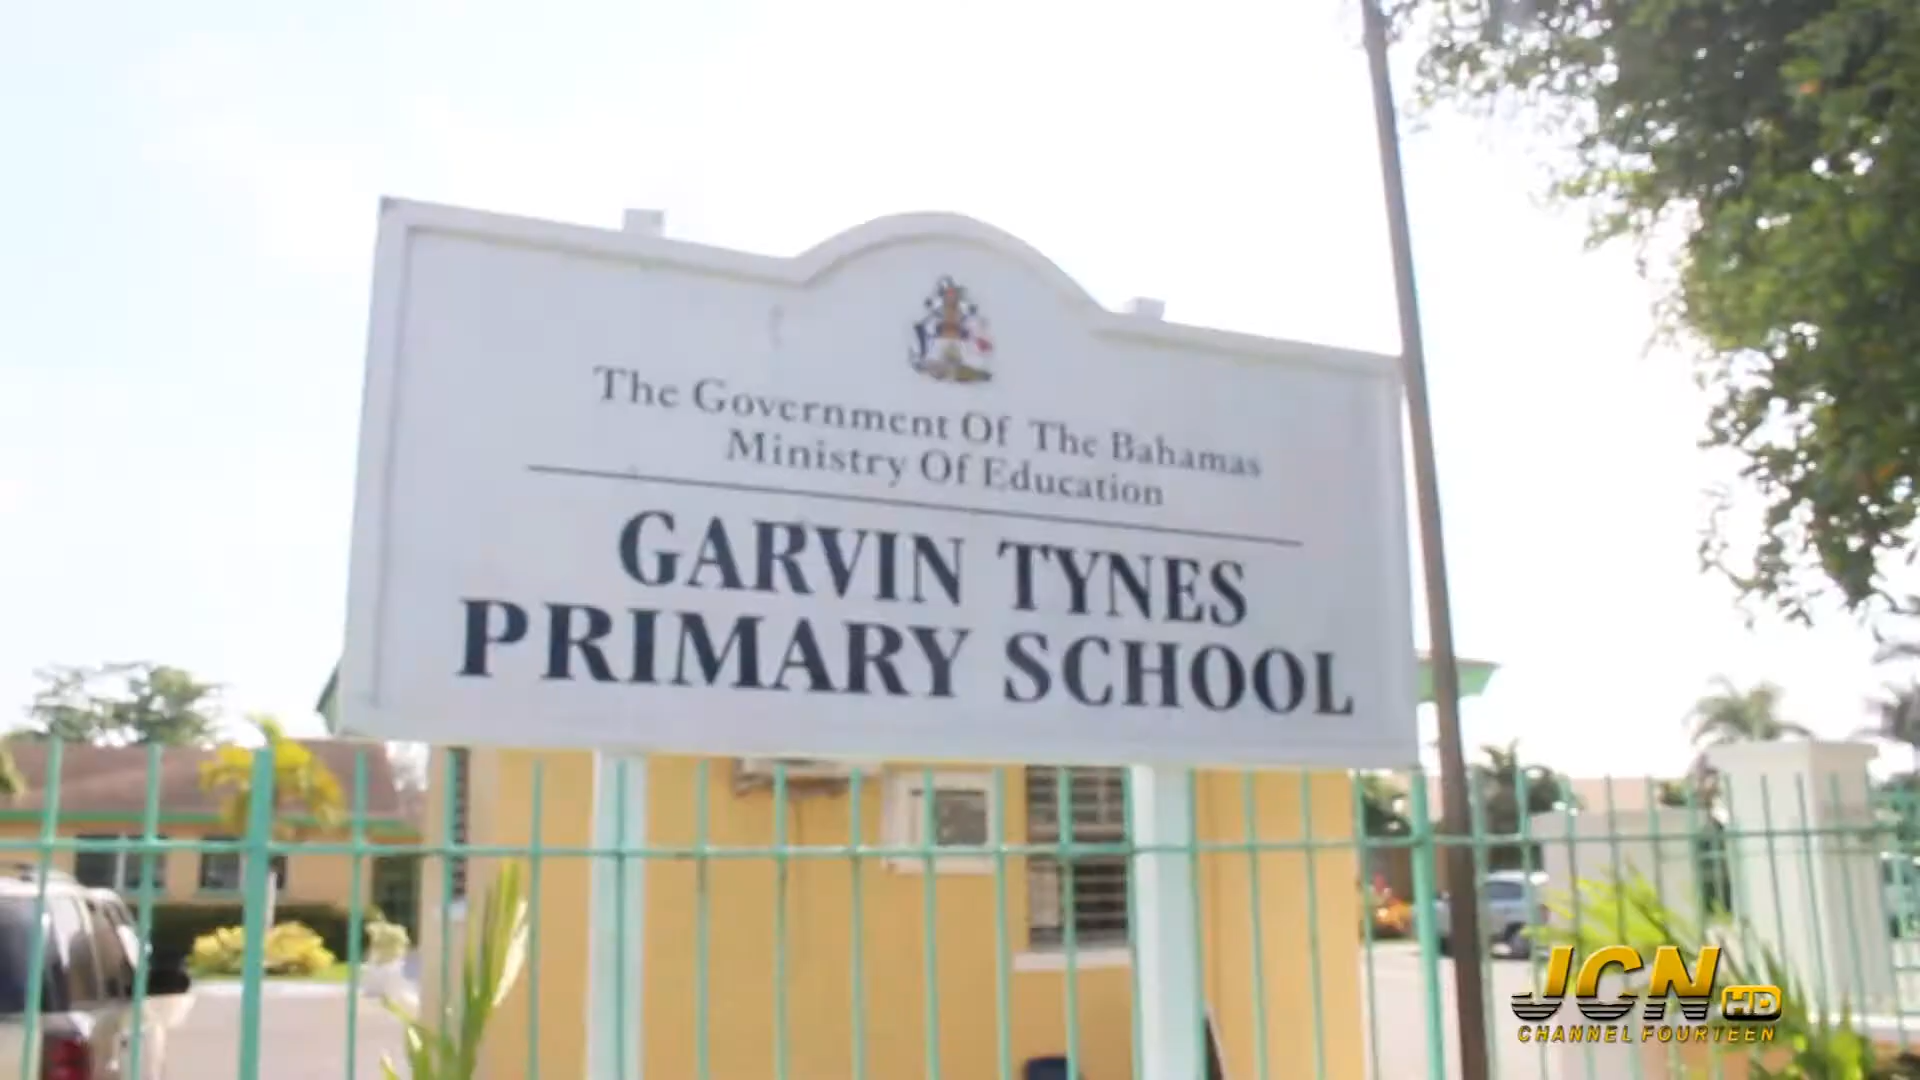 The Government Of The Bahamas
Ministry Of Education
GARVIN TYNES
PRIMARY SCHOOL
JCN HD
CHANNEL FOURTEEN